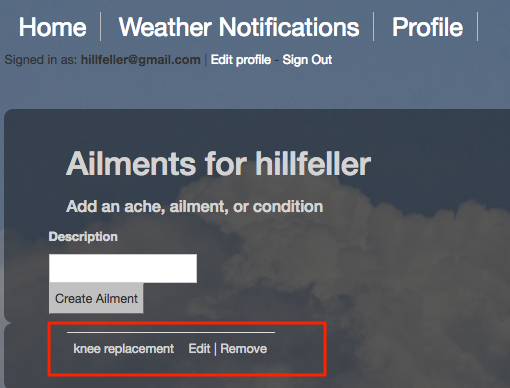 Home | Weather Notifications | Profile |
Signed in as: hillfeller@gmail.com | Edit profile - Sign Out
Ailments for hillfeller
Add an ache, ailment, or condition
Description
Create Ailment
knee replacement Edit | Remove